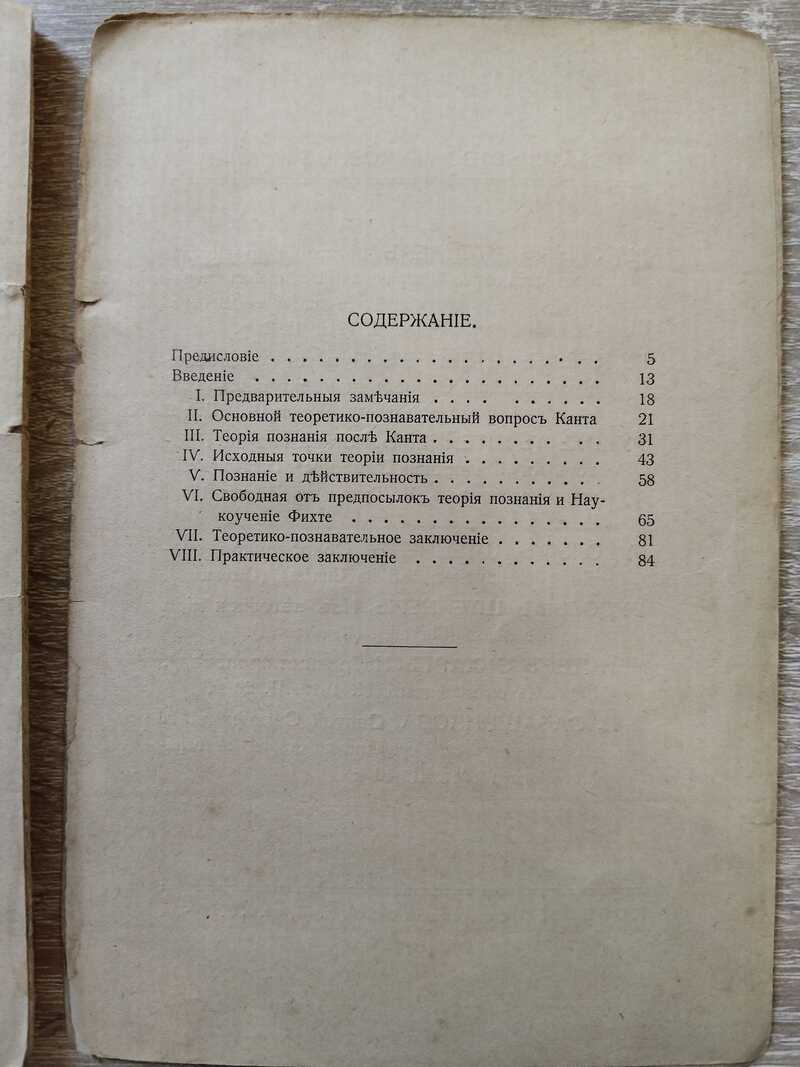 СОДЕРЖАНІЕ.
Предисловіе . . . . . . . . . . . . . . . . . . . . 5
Введеніе . . . . . . . . . . . . . . . . . . . . . 13
I. Предварительныя замѣчанія . . . . . . . . . . 18
II. Основной теоретико-познавательный вопросъ Канта 21
III. Теорія познанія послѣ Канта . . . . . . . . . . 31
IV. Исходныя точки теоріи познанія . . . . . . . . . 43
V. Познаніе и дѣйствительность . . . . . . . . . . . 58
VI. Свободная отъ предпосылокъ теорія познанія и Нау-
коученіе Фихте . . . . . . . . . . . . . . . . 65
VII. Теоретико-познавательное заключеніе . . . . . . . 81
VIII. Практическое заключеніе . . . . . . . . . . . . 84